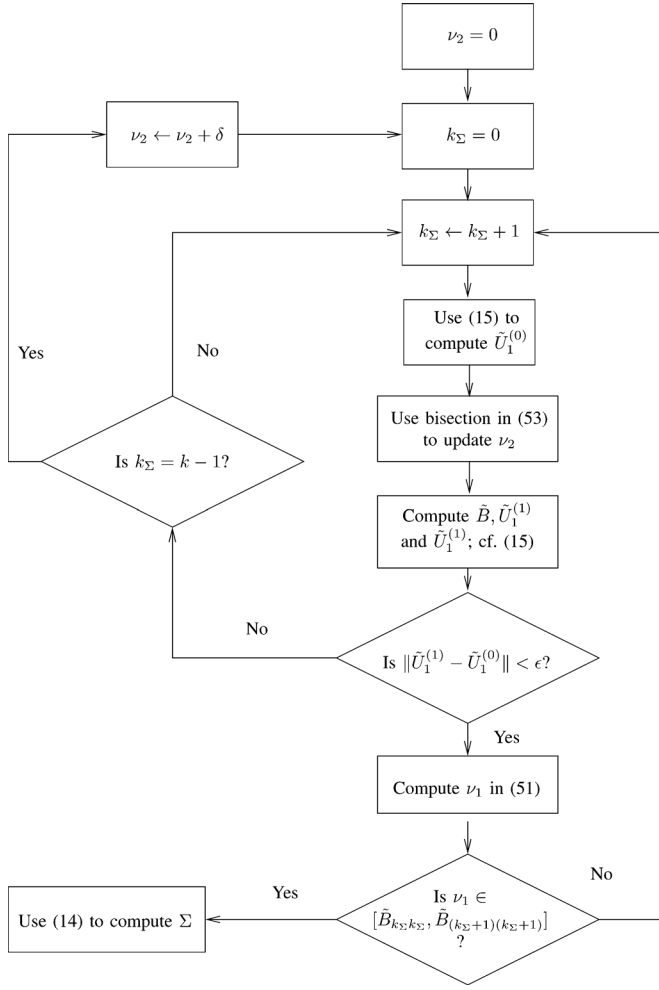 ν₂ = 0
ν₂ ← ν₂ + δ
k_Σ = 0
k_Σ ← k_Σ + 1
Use (15) to
compute Ũ₁⁽⁰⁾
Yes
No
Use bisection in (53)
to update ν₂
Is k_Σ = k − 1?
Compute B̃, Ũ₁⁽¹⁾
and Ũ₁⁽¹⁾; cf. (15)
No
Is ‖Ũ₁⁽¹⁾ − Ũ₁⁽⁰⁾‖ < ϵ?
Yes
Compute ν₁ in (51)
Is ν₁ ∈
[B̃_{k_Σ k_Σ}, B̃_{(k_Σ+1)(k_Σ+1)}]
?
No
Yes
Use (14) to compute Σ